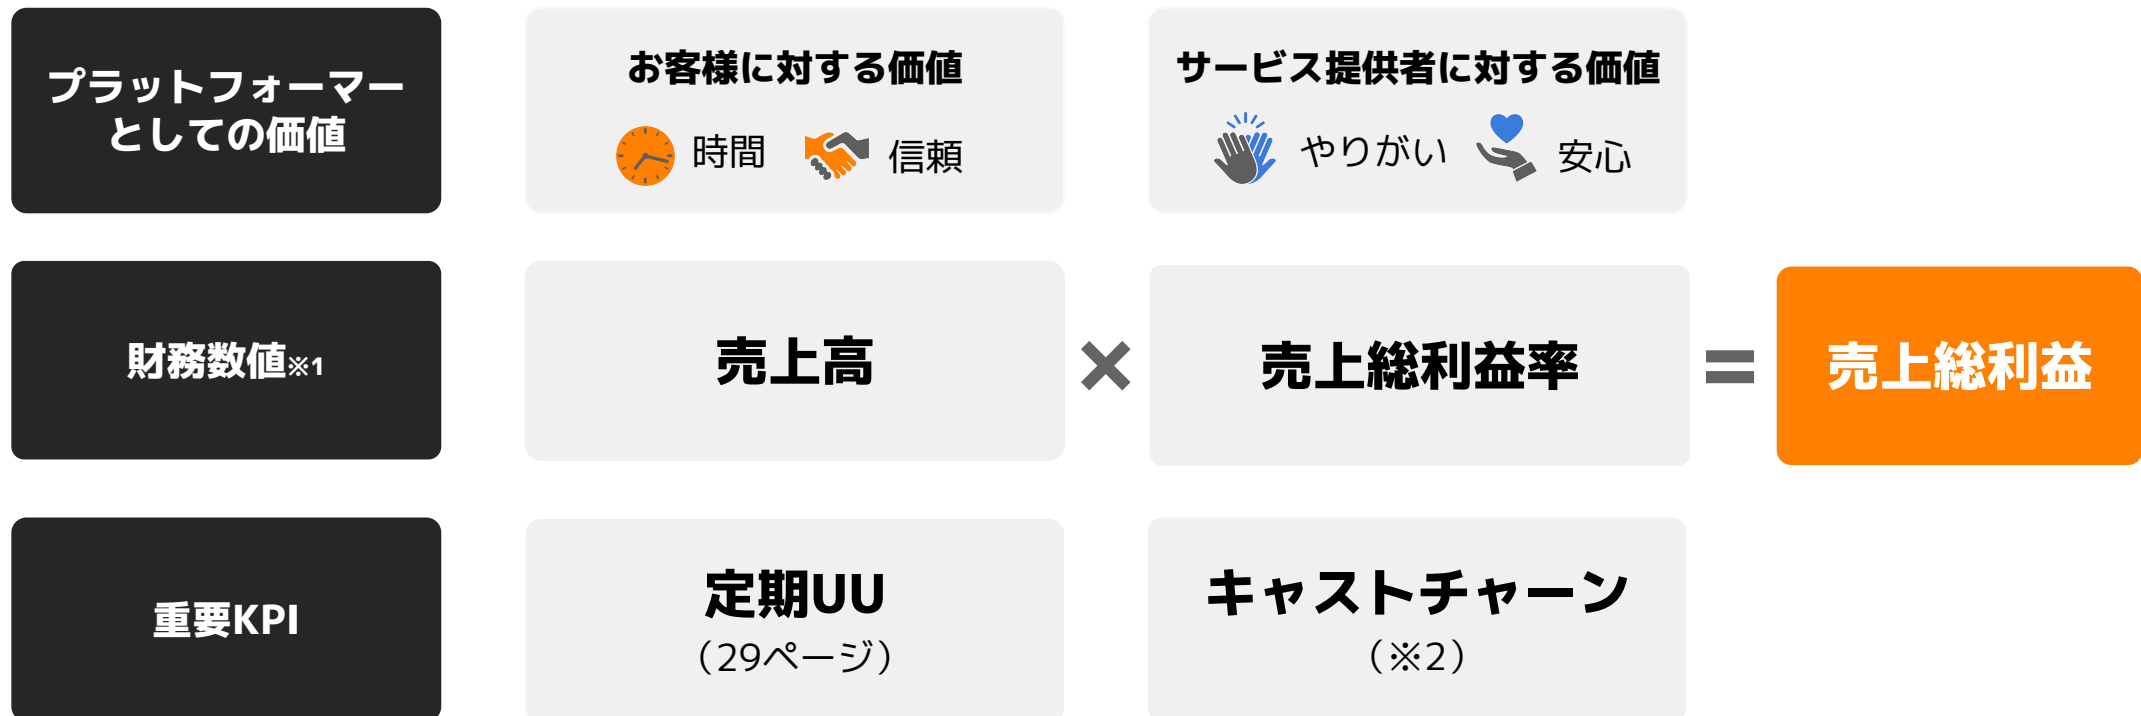 プラットフォーマー
としての価値
お客様に対する価値
時間
信頼
サービス提供者に対する価値
やりがい
安心
財務数値※1
売上高
×
売上総利益率
=
売上総利益
重要KPI
定期UU
（29ページ）
キャストチャーン
（※2）